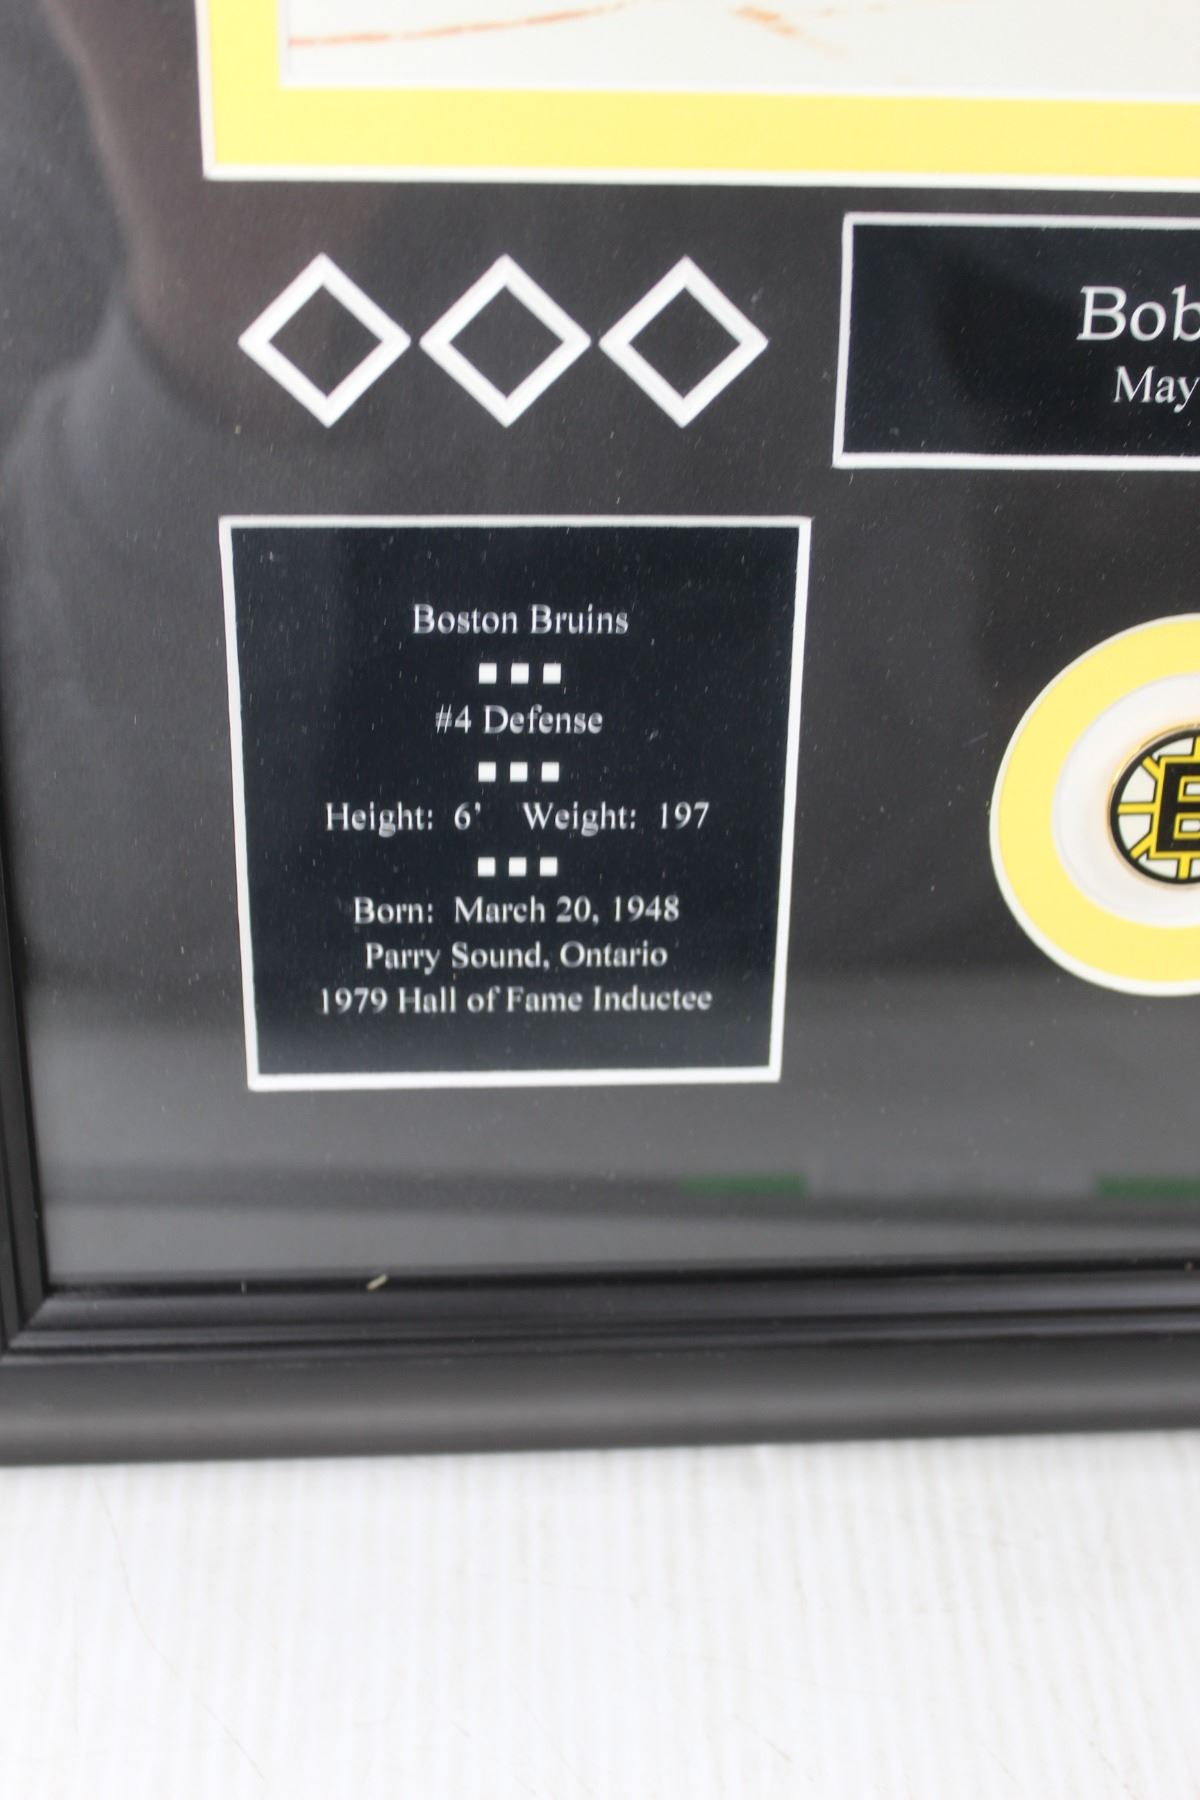 Bob
May
Boston Bruins
#4 Defense
Height: 6' Weight: 197
Born: March 20, 1948
Parry Sound, Ontario
1979 Hall of Fame Inductee
B